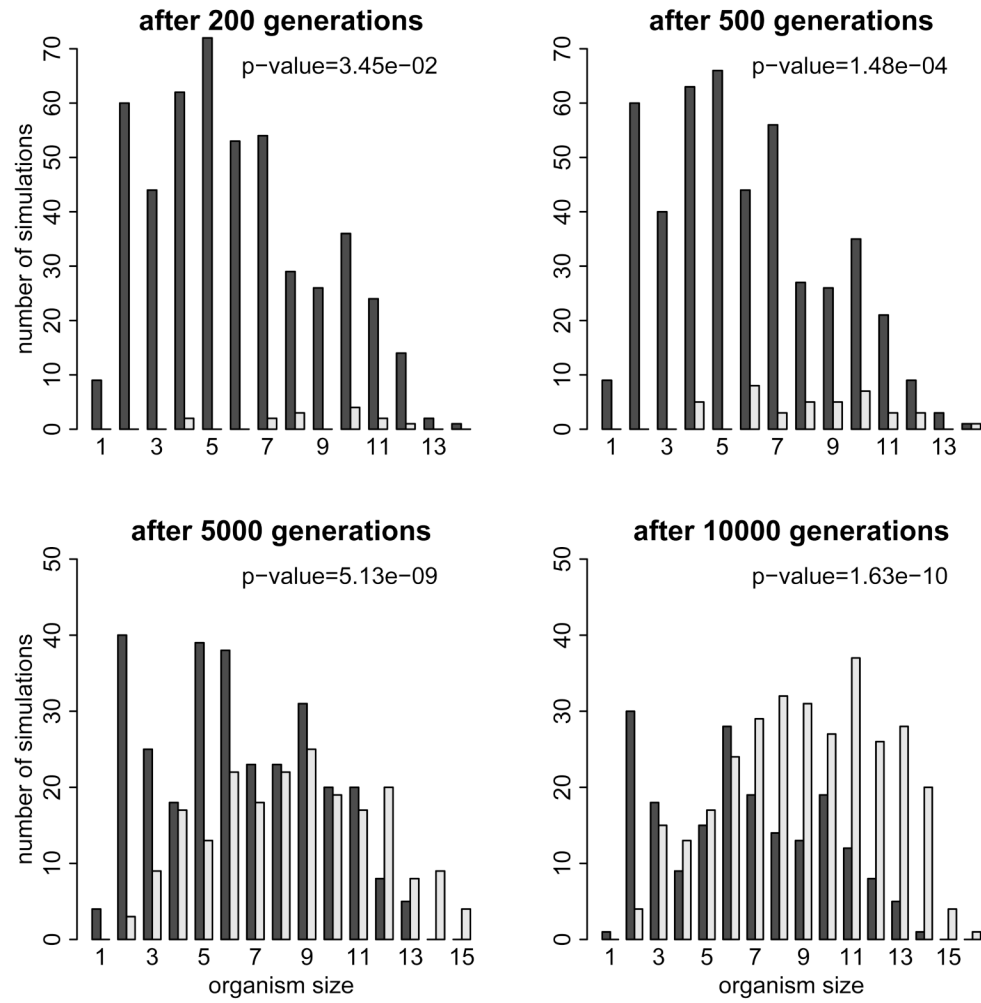 after 200 generations
p−value=3.45e−02
number of simulations
0 10 20 30 40 50 60 70
1 3 5 7 9 11 13
after 500 generations
p−value=1.48e−04
0 10 20 30 40 50 60 70
1 3 5 7 9 11 13
after 5000 generations
p−value=5.13e−09
number of simulations
0 10 20 30 40 50
1 3 5 7 9 11 13 15
organism size
after 10000 generations
p−value=1.63e−10
0 10 20 30 40 50
1 3 5 7 9 11 13 15
organism size